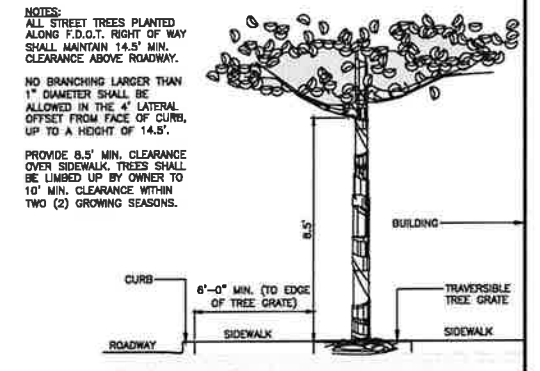 NOTES:
ALL STREET TREES PLANTED
ALONG F.D.O.T. RIGHT OF WAY
SHALL MAINTAIN 14.5' MIN.
CLEARANCE ABOVE ROADWAY.
NO BRANCHING LARGER THAN
1" DIAMETER SHALL BE
ALLOWED IN THE 4' LATERAL
OFFSET FROM FACE OF CURB,
UP TO A HEIGHT OF 14.5'.
PROVIDE 8.5' MIN. CLEARANCE
OVER SIDEWALK. TREES SHALL
BE LIMBED UP BY OWNER TO
10' MIN. CLEARANCE WITHIN
TWO (2) GROWING SEASONS.
8.5'
BUILDING
CURB
6'-0" MIN. (TO EDGE
OF TREE GRATE)
TRAVERSIBLE
TREE GRATE
SIDEWALK
SIDEWALK
ROADWAY